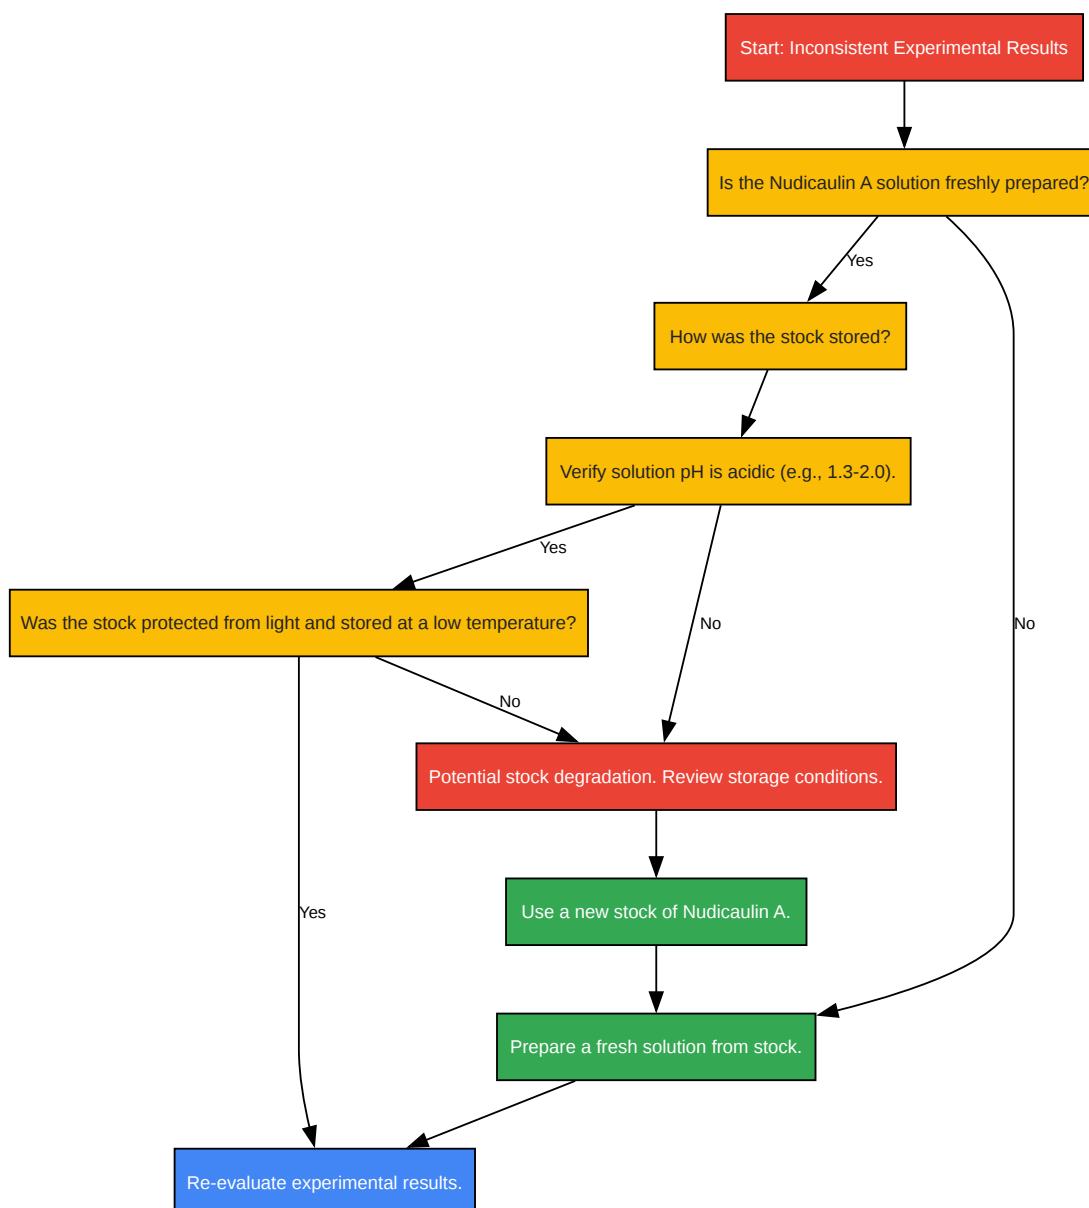 Start: Inconsistent Experimental Results
Is the Nudicaulin A solution freshly prepared?
Yes
How was the stock stored?
Verify solution pH is acidic (e.g., 1.3-2.0).
Yes
Was the stock protected from light and stored at a low temperature?
No
No
No
Potential stock degradation. Review storage conditions.
Use a new stock of Nudicaulin A.
Yes
Prepare a fresh solution from stock.
Re-evaluate experimental results.